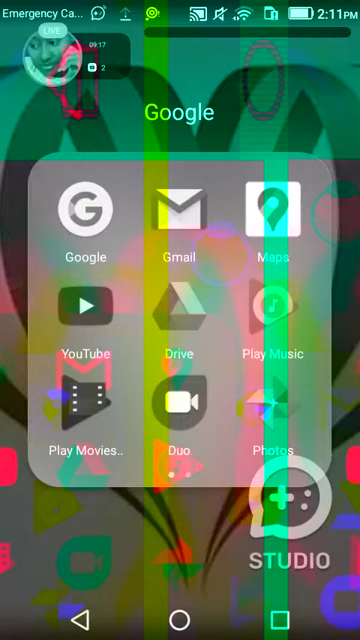 Emergency Ca... 2:11PM
LIVE
09:17
2
Google
Google Gmail Maps
YouTube Drive Play Music
Play Movies.. Duo Photos
STUDIO